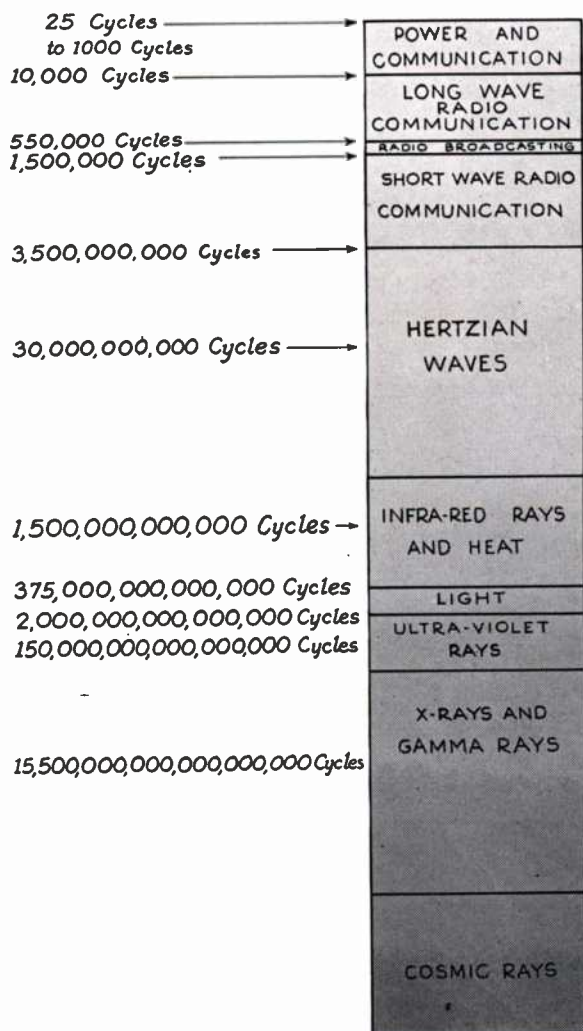 25 Cycles
to 1000 Cycles
POWER AND
COMMUNICATION
10,000 Cycles
LONG WAVE
RADIO
COMMUNICATION
550,000 Cycles
RADIO BROADCASTING
1,500,000 Cycles
SHORT WAVE RADIO
COMMUNICATION
3,500,000,000 Cycles
30,000,000,000 Cycles
HERTZIAN
WAVES
1,500,000,000,000 Cycles
INFRA-RED RAYS
AND HEAT
375,000,000,000,000 Cycles
LIGHT
2,000,000,000,000,000 Cycles
ULTRA-VIOLET
RAYS
150,000,000,000,000,000 Cycles
X-RAYS AND
GAMMA RAYS
15,500,000,000,000,000,000 Cycles
COSMIC RAYS